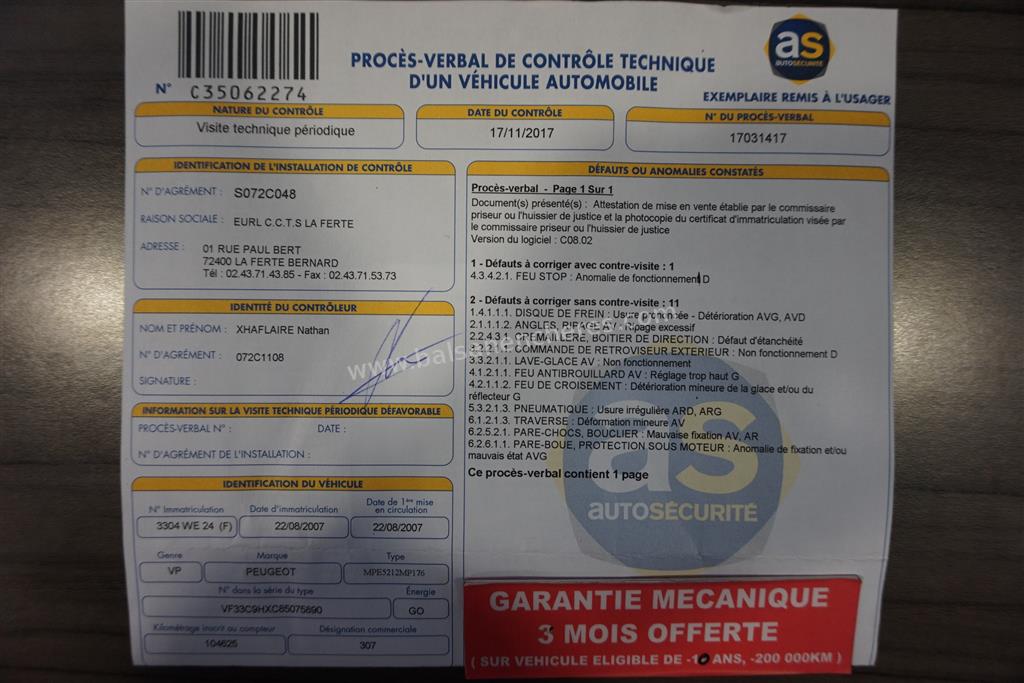 PROCÈS-VERBAL DE CONTRÔLE TECHNIQUE
D'UN VÉHICULE AUTOMOBILE
as
AUTOSÉCURITÉ
N° C35062274
EXEMPLAIRE REMIS À L'USAGER
NATURE DU CONTRÔLE
Visite technique périodique
DATE DU CONTRÔLE
17/11/2017
N° DU PROCÈS-VERBAL
17031417
IDENTIFICATION DE L'INSTALLATION DE CONTRÔLE
N° D'AGRÉMENT : S072C048
RAISON SOCIALE : EURL C.C.T.S LA FERTE
ADRESSE : 01 RUE PAUL BERT
72400 LA FERTE BERNARD
Tél : 02.43.71.43.85 - Fax : 02.43.71.53.73
IDENTITÉ DU CONTRÔLEUR
NOM ET PRÉNOM : XHAFLAIRE Nathan
N° D'AGRÉMENT : 072C1108
SIGNATURE :
INFORMATION SUR LA VISITE TECHNIQUE PÉRIODIQUE DÉFAVORABLE
PROCÈS-VERBAL N° : DATE :
N° D'AGRÉMENT DE L'INSTALLATION :
IDENTIFICATION DU VÉHICULE
N° Immatriculation
3304 WE 24 (F)
Date d'immatriculation
22/08/2007
Date de 1ère mise
en circulation
22/08/2007
Genre
VP
Marque
PEUGEOT
Type
MPE5212MP176
N° dans la série du type
VF33C9HXC85075890
Énergie
GO
Kilométrage inscrit au compteur
104625
Désignation commerciale
307
DÉFAUTS OU ANOMALIES CONSTATÉS
Procès-verbal - Page 1 Sur 1
Document(s) présenté(s) : Attestation de mise en vente établie par le commissaire
priseur ou l'huissier de justice et la photocopie du certificat d'immatriculation visée par
le commissaire priseur ou l'huissier de justice
Version du logiciel : C08.02
1 - Défauts à corriger avec contre-visite : 1
4.3.4.2.1. FEU STOP : Anomalie de fonctionnement D
2 - Défauts à corriger sans contre-visite : 11
1.4.1.1.1. DISQUE DE FREIN : Usure prononcée - Détérioration AVG, AVD
2.1.1.1.2. ANGLES, RIPAGE AV : Ripage excessif
2.2.4.3.1. CREMAILLERE, BOITIER DE DIRECTION : Défaut d'étanchéité
COMMANDE DE RETROVISEUR EXTERIEUR : Non fonctionnement D
3.3.2.1.1. LAVE-GLACE AV : Non fonctionnement
4.1.2.1.1. FEU ANTIBROUILLARD AV : Réglage trop haut G
4.2.1.1.2. FEU DE CROISEMENT : Détérioration mineure de la glace et/ou du
réflecteur G
5.3.2.1.3. PNEUMATIQUE : Usure irrégulière ARD, ARG
6.1.2.1.3. TRAVERSE : Déformation mineure AV
6.2.5.2.1. PARE-CHOCS, BOUCLIER : Mauvaise fixation AV, AR
6.2.6.1.1. PARE-BOUE, PROTECTION SOUS MOTEUR : Anomalie de fixation et/ou
mauvais état AVG
Ce procès-verbal contient 1 page
as
AUTOSÉCURITÉ
GARANTIE MECANIQUE
3 MOIS OFFERTE
( SUR VEHICULE ELIGIBLE DE -10 ANS, -200 000KM )